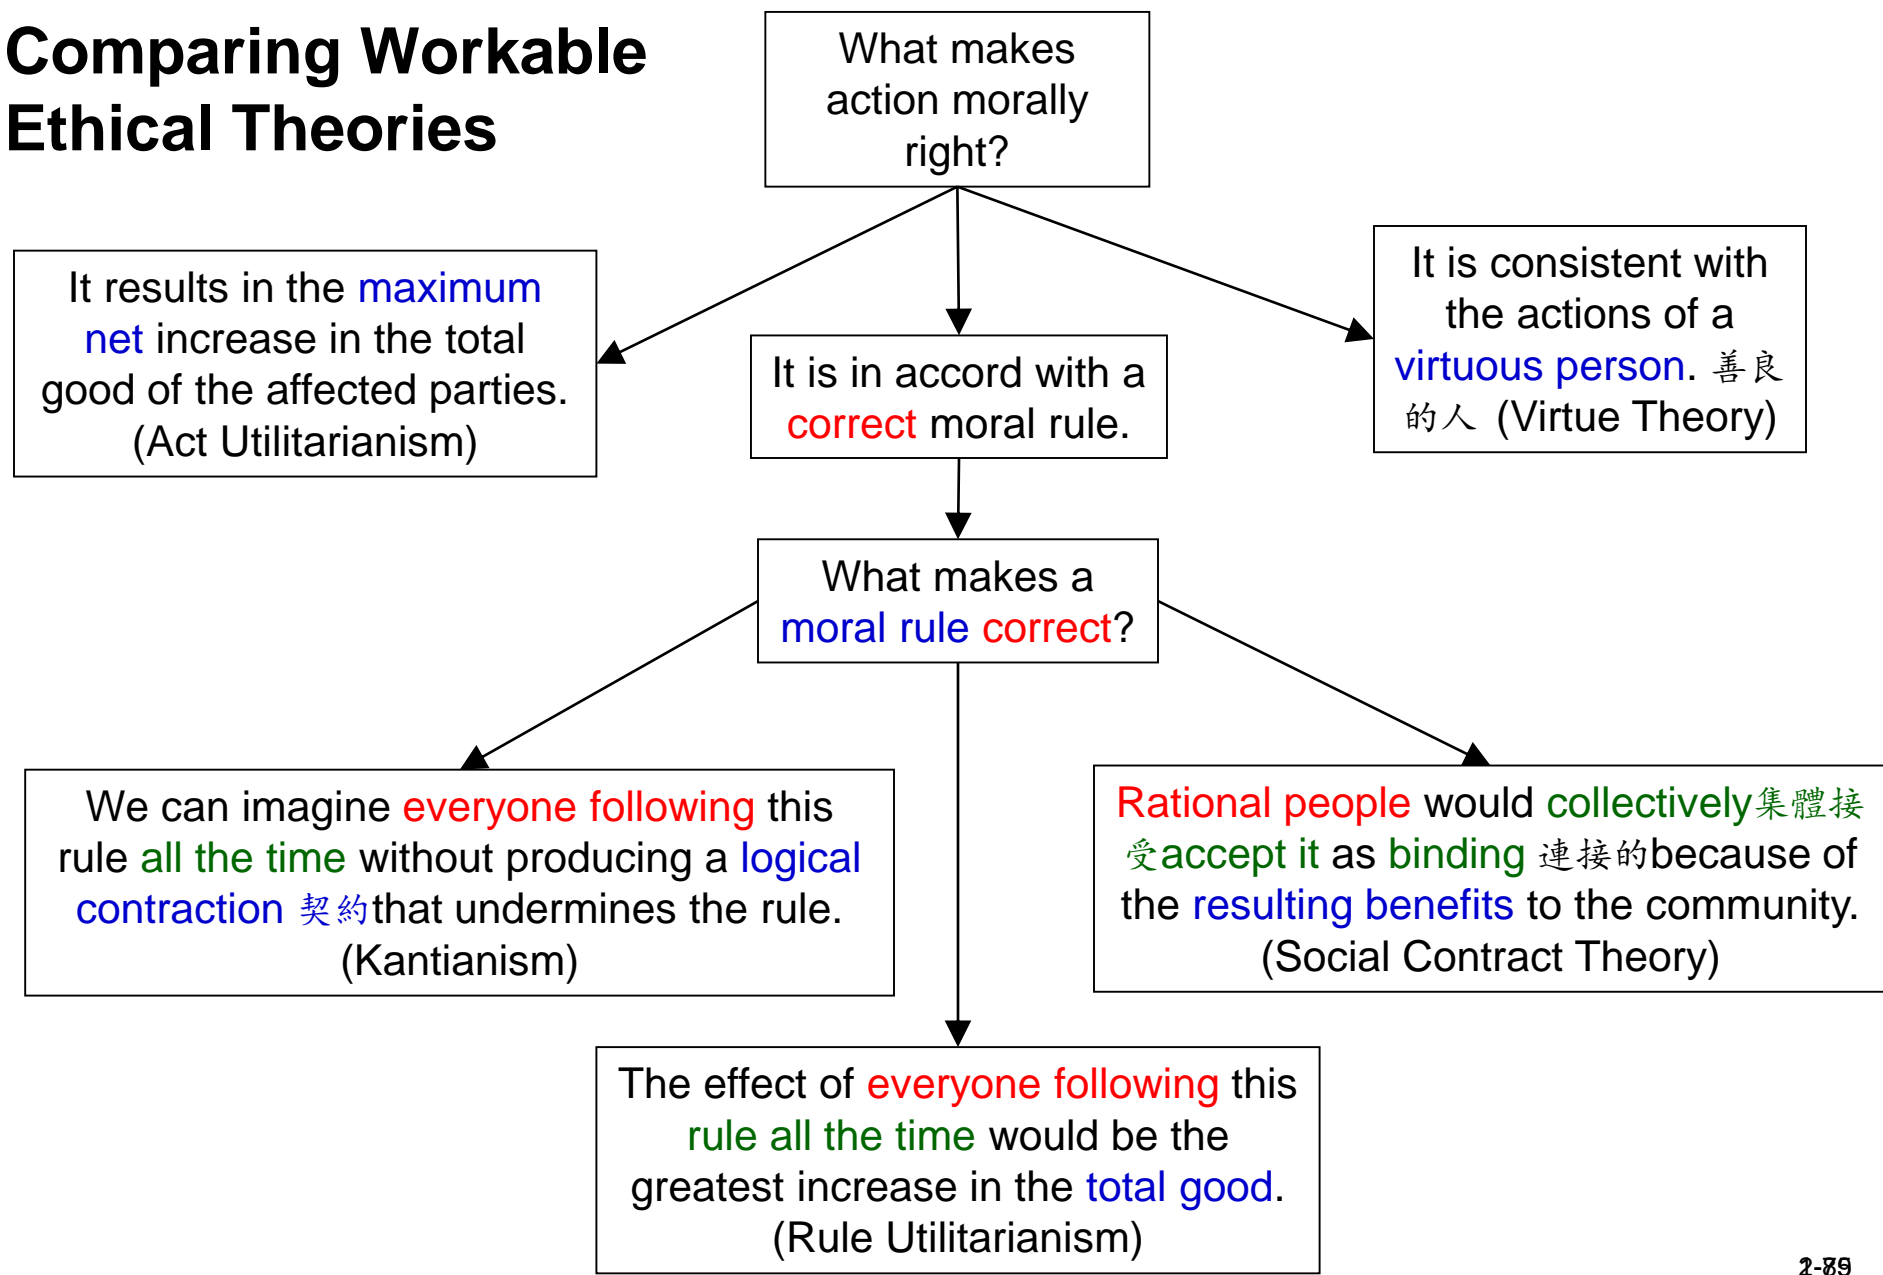 Comparing Workable
Ethical Theories
What makes
action morally
right?
It results in the maximum
net increase in the total
good of the affected parties.
(Act Utilitarianism)
It is in accord with a
correct moral rule.
It is consistent with
the actions of a
virtuous person. 善良
的人 (Virtue Theory)
What makes a
moral rule correct?
We can imagine everyone following this
rule all the time without producing a logical
contraction 契約that undermines the rule.
(Kantianism)
Rational people would collectively集體接
受accept it as binding 連接的because of
the resulting benefits to the community.
(Social Contract Theory)
The effect of everyone following this
rule all the time would be the
greatest increase in the total good.
(Rule Utilitarianism)